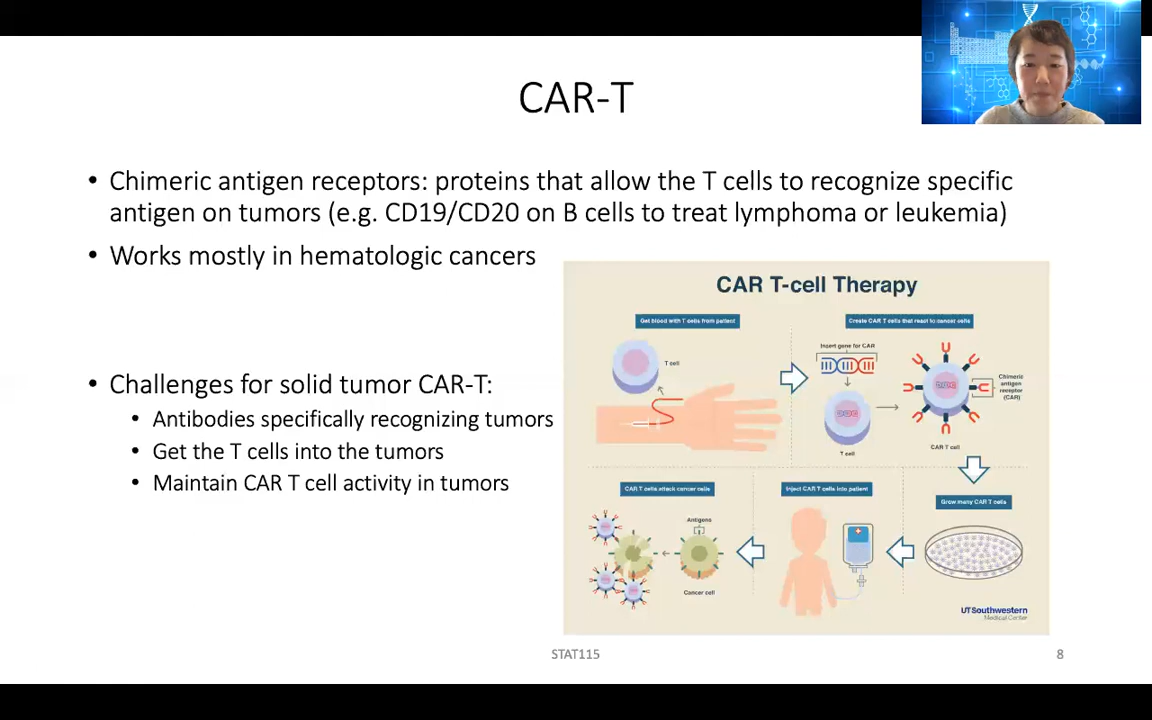 CAR-T
• Chimeric antigen receptors: proteins that allow the T cells to recognize specific
antigen on tumors (e.g. CD19/CD20 on B cells to treat lymphoma or leukemia)
• Works mostly in hematologic cancers
• Challenges for solid tumor CAR-T:
• Antibodies specifically recognizing tumors
• Get the T cells into the tumors
• Maintain CAR T cell activity in tumors
CAR T-cell Therapy
Get blood with T cells from patient
T cell
Create CAR T cells that react to cancer cells
Insert gene for CAR
T cell
Chimeric
antigen
receptor
(CAR)
CAR T cell
Grow many CAR T cells
Inject CAR T cells into patient
CAR T cells attack cancer cells
Antigens
Cancer cell
UTSouthwestern
Medical Center
STAT115
8